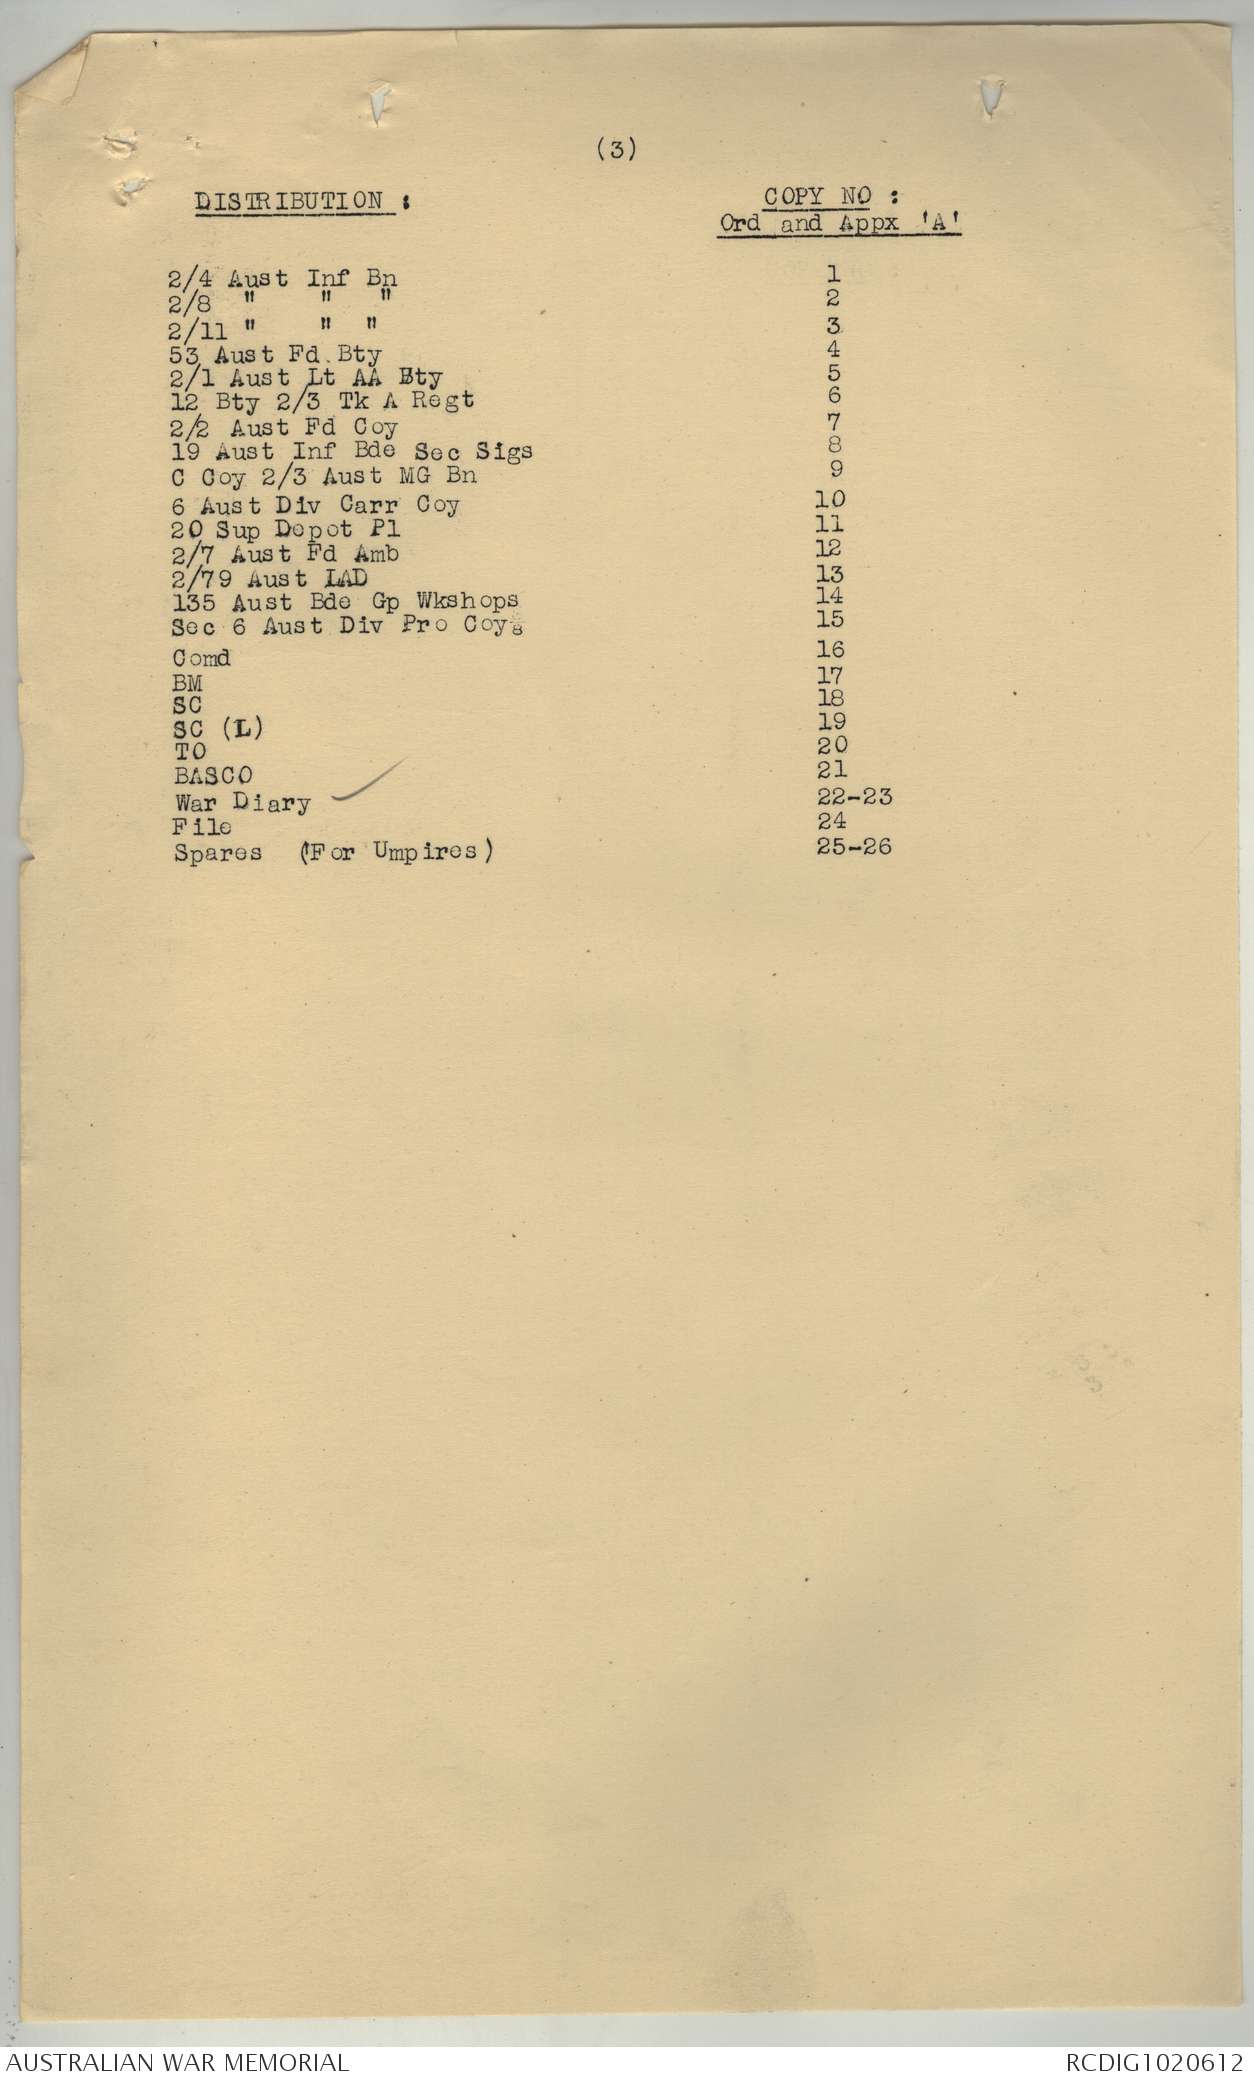 (3)
DISTRIBUTION : COPY NO :
Ord and Appx 'A'
2/4 Aust Inf Bn 1
2/8 " " " 2
2/11 " " " 3
53 Aust Fd Bty 4
2/1 Aust Lt AA Bty 5
12 Bty 2/3 Tk A Regt 6
2/2 Aust Fd Coy 7
19 Aust Inf Bde Sec Sigs 8
C Coy 2/3 Aust MG Bn 9
6 Aust Div Carr Coy 10
20 Sup Depot Pl 11
2/7 Aust Fd Amb 12
2/79 Aust LAD 13
135 Aust Bde Gp Wkshops 14
Sec 6 Aust Div Pro Coy 15
Comd 16
BM 17
SC 18
SC (L) 19
TO 20
BASCO 21
War Diary 22-23
File 24
Spares (For Umpires) 25-26
AUSTRALIAN WAR MEMORIAL RCDIG1020612